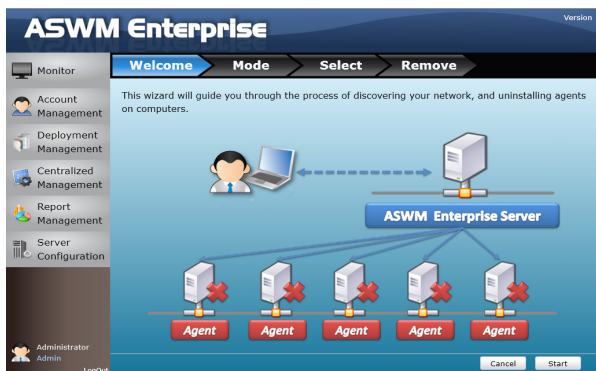 ASWM Enterprise
Version
Monitor
Account
Management
Deployment
Management
Centralized
Management
Report
Management
Server
Configuration
Administrator
Admin
LogOut
Welcome
Mode
Select
Remove
This wizard will guide you through the process of discovering your network, and uninstalling agents
on computers.
ASWM Enterprise Server
Agent
Agent
Agent
Agent
Agent
Cancel
Start